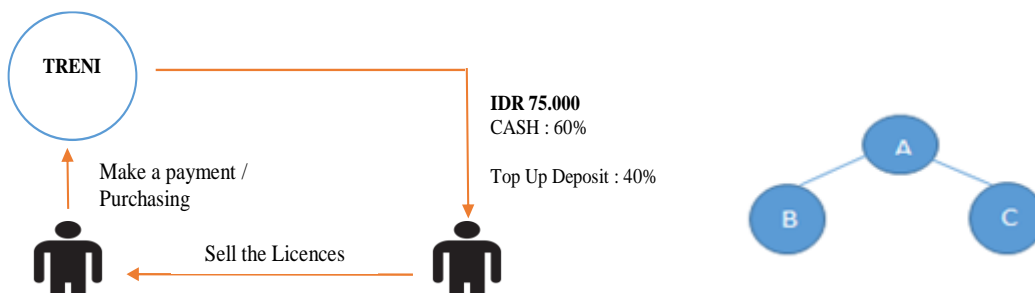 TRENI
IDR 75.000
CASH : 60%
Top Up Deposit : 40%
Make a payment /
Purchasing
Sell the Licences
A
B
C